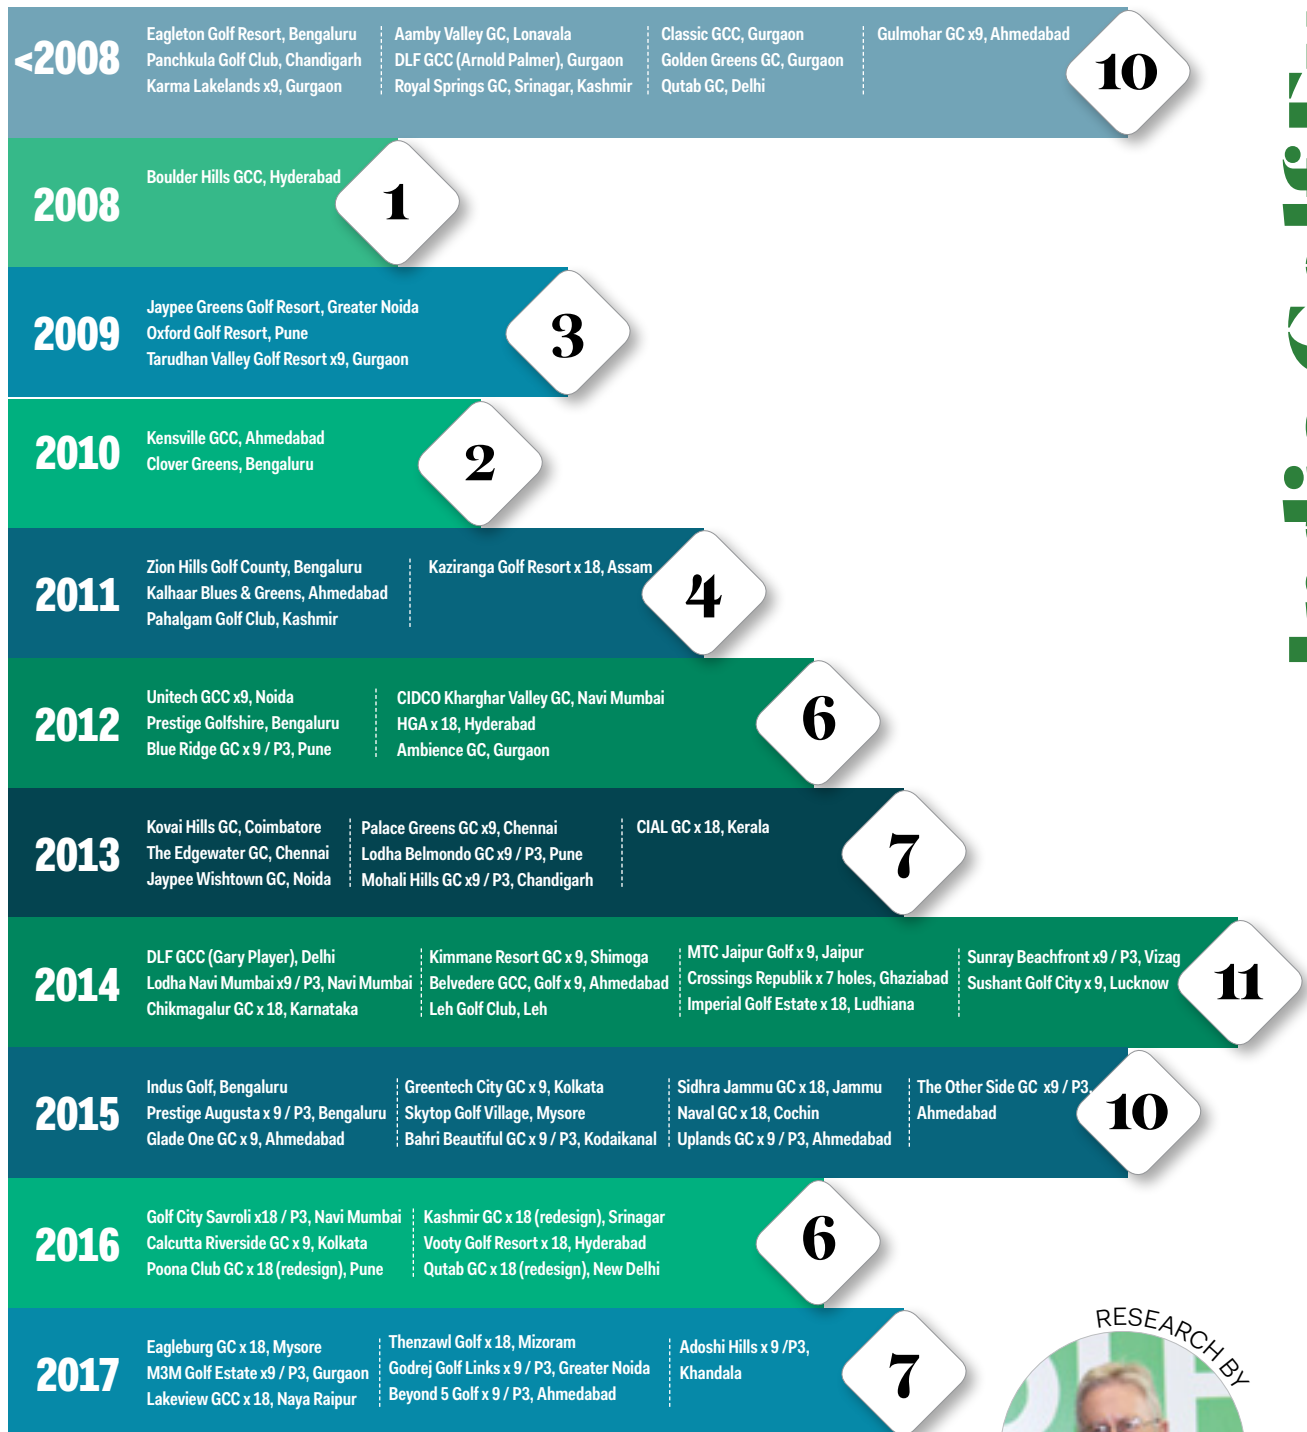 <2008
Eagleton Golf Resort, Bengaluru
Panchkula Golf Club, Chandigarh
Karma Lakelands x9, Gurgaon
Aamby Valley GC, Lonavala
DLF GCC (Arnold Palmer), Gurgaon
Royal Springs GC, Srinagar, Kashmir
Classic GCC, Gurgaon
Golden Greens GC, Gurgaon
Qutab GC, Delhi
Gulmohar GC x9, Ahmedabad
10
2008
Boulder Hills GCC, Hyderabad
1
2009
Jaypee Greens Golf Resort, Greater Noida
Oxford Golf Resort, Pune
Tarudhan Valley Golf Resort x9, Gurgaon
3
2010
Kensville GCC, Ahmedabad
Clover Greens, Bengaluru
2
2011
Zion Hills Golf County, Bengaluru
Kalhaar Blues & Greens, Ahmedabad
Pahalgam Golf Club, Kashmir
Kaziranga Golf Resort x 18, Assam
4
2012
Unitech GCC x9, Noida
Prestige Golfshire, Bengaluru
Blue Ridge GC x 9 / P3, Pune
CIDCO Kharghar Valley GC, Navi Mumbai
HGA x 18, Hyderabad
Ambience GC, Gurgaon
6
2013
Kovai Hills GC, Coimbatore
The Edgewater GC, Chennai
Jaypee Wishtown GC, Noida
Palace Greens GC x9, Chennai
Lodha Belmondo GC x9 / P3, Pune
Mohali Hills GC x9 / P3, Chandigarh
CIAL GC x 18, Kerala
7
2014
DLF GCC (Gary Player), Delhi
Lodha Navi Mumbai x9 / P3, Navi Mumbai
Chikmagalur GC x 18, Karnataka
Kimmane Resort GC x 9, Shimoga
Belvedere GCC, Golf x 9, Ahmedabad
Leh Golf Club, Leh
MTC Jaipur Golf x 9, Jaipur
Crossings Republik x 7 holes, Ghaziabad
Imperial Golf Estate x 18, Ludhiana
Sunray Beachfront x9 / P3, Vizag
Sushant Golf City x 9, Lucknow
11
2015
Indus Golf, Bengaluru
Prestige Augusta x 9 / P3, Bengaluru
Glade One GC x 9, Ahmedabad
Greentech City GC x 9, Kolkata
Skytop Golf Village, Mysore
Bahri Beautiful GC x 9 / P3, Kodaikanal
Sidhra Jammu GC x 18, Jammu
Naval GC x 18, Cochin
Uplands GC x 9 / P3, Ahmedabad
The Other Side GC x9 / P3,
Ahmedabad
10
2016
Golf City Savroli x18 / P3, Navi Mumbai
Calcutta Riverside GC x 9, Kolkata
Poona Club GC x 18 (redesign), Pune
Kashmir GC x 18 (redesign), Srinagar
Vooty Golf Resort x 18, Hyderabad
Qutab GC x 18 (redesign), New Delhi
6
2017
Eagleburg GC x 18, Mysore
M3M Golf Estate x9 / P3, Gurgaon
Lakeview GCC x 18, Naya Raipur
Thenzawl Golf x 18, Mizoram
Godrej Golf Links x 9 / P3, Greater Noida
Beyond 5 Golf x 9 / P3, Ahmedabad
Adoshi Hills x 9 /P3,
Khandala
7
RESEARCH BY